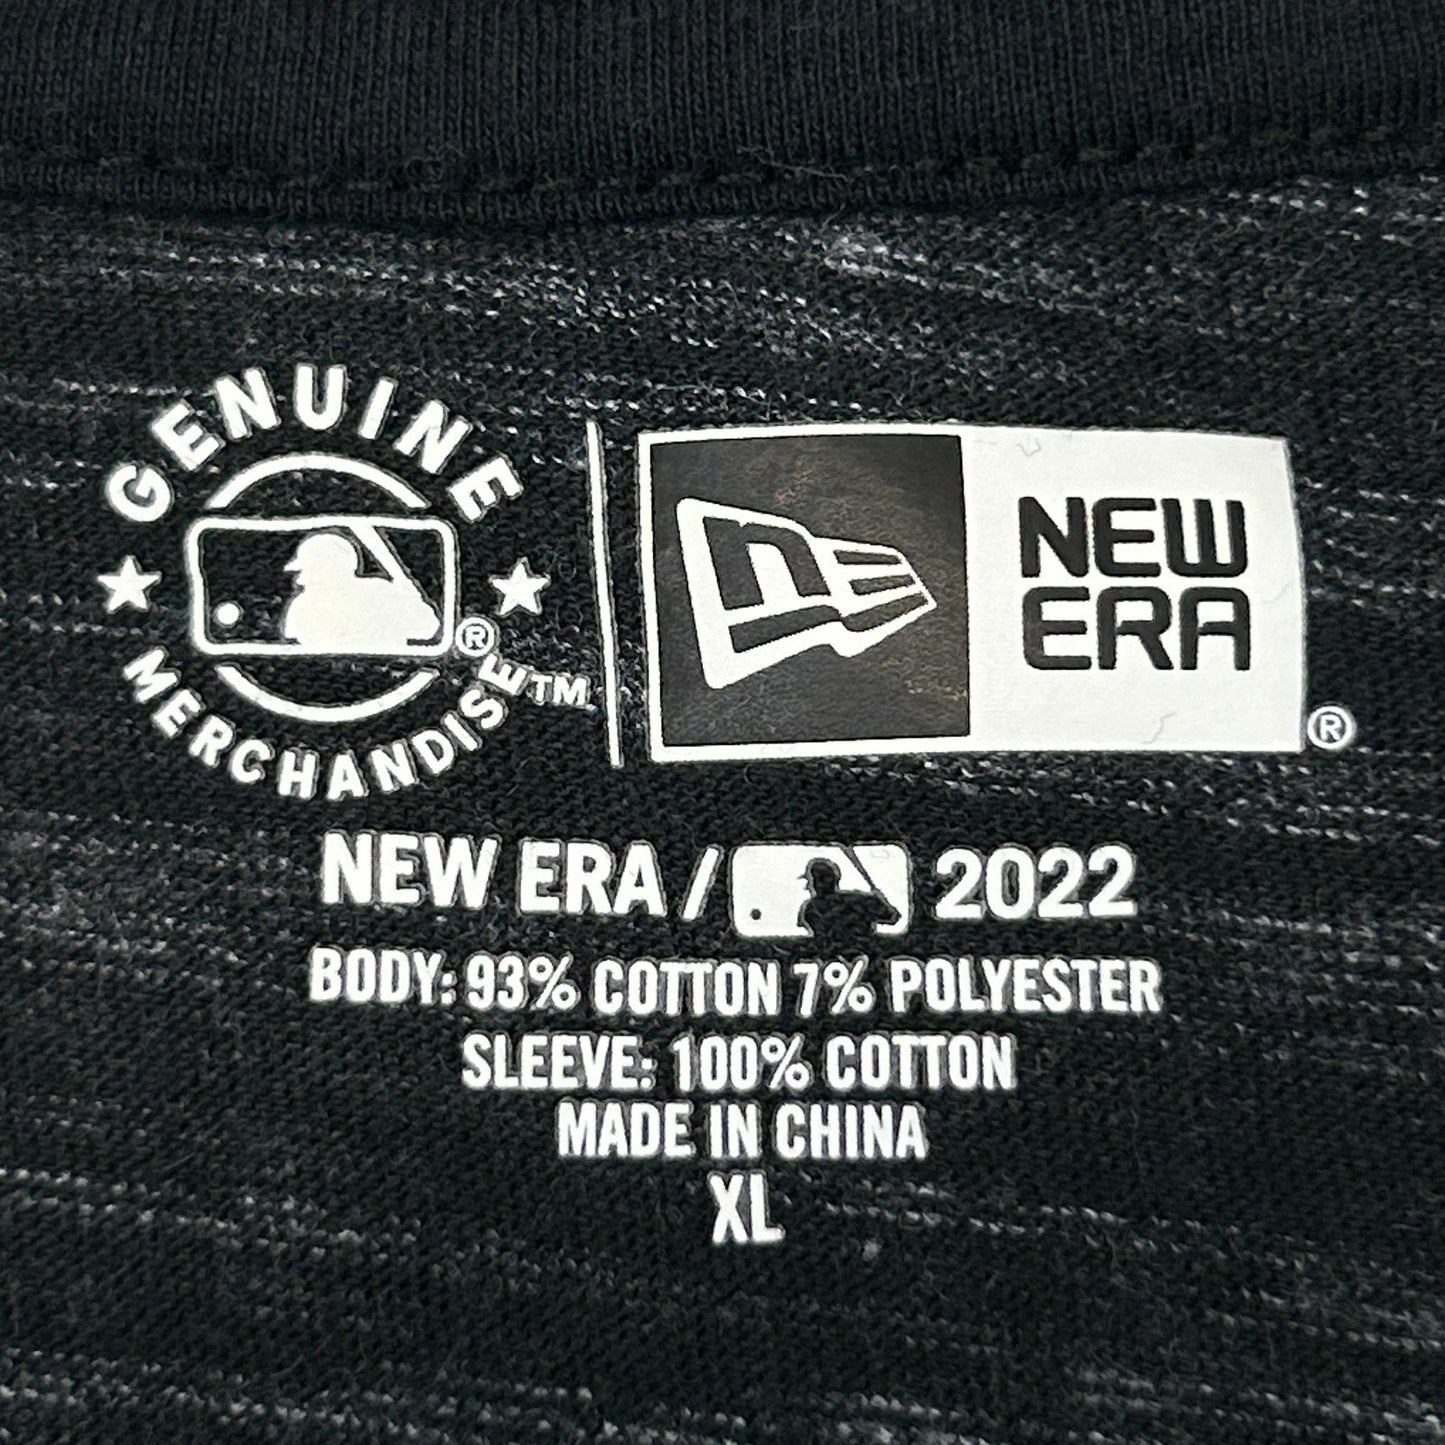 GENUINE
MERCHANDISE™
®
NE
NEW
ERA
®
NEW ERA / 2022
BODY: 93% COTTON 7% POLYESTER
SLEEVE: 100% COTTON
MADE IN CHINA
XL